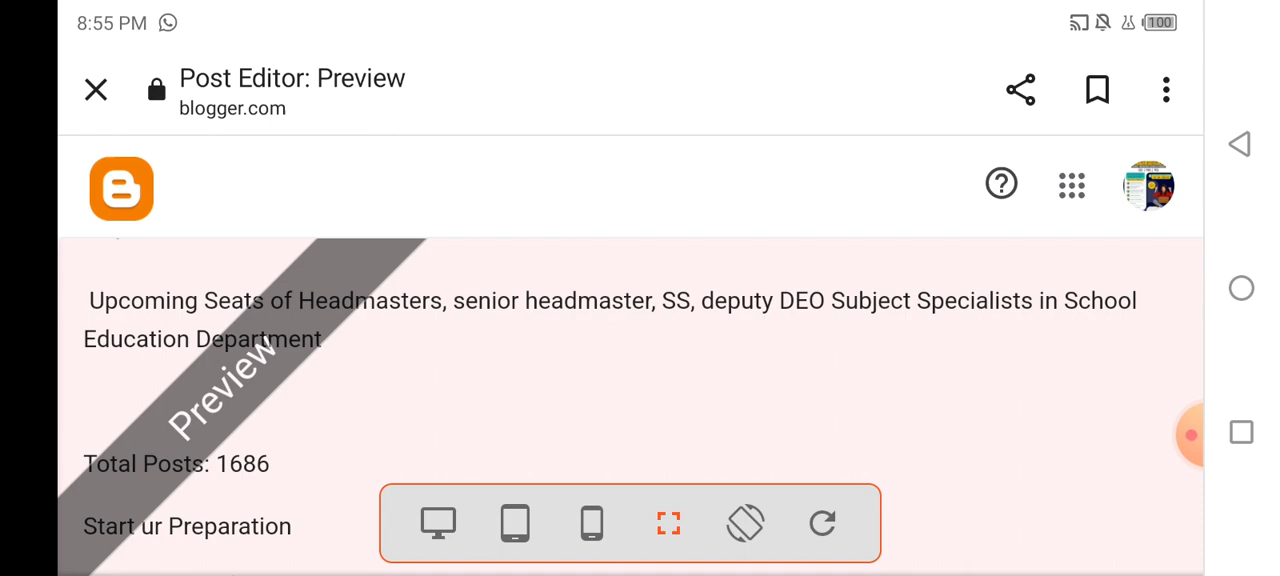 8:55 PM
100
Post Editor: Preview
blogger.com
Upcoming Seats of Headmasters, senior headmaster, SS, deputy DEO Subject Specialists in School
Education Department
Preview
Total Posts: 1686
Start ur Preparation